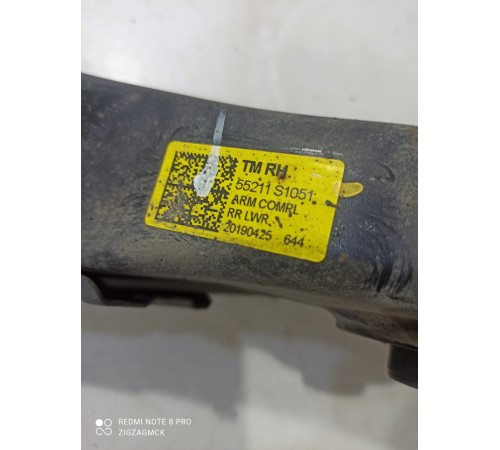 TM RH
55211 S1051
ARM COMPL
RR LWR
20190425 644
REDMI NOTE 8 PRO
ZIGZAGMCK